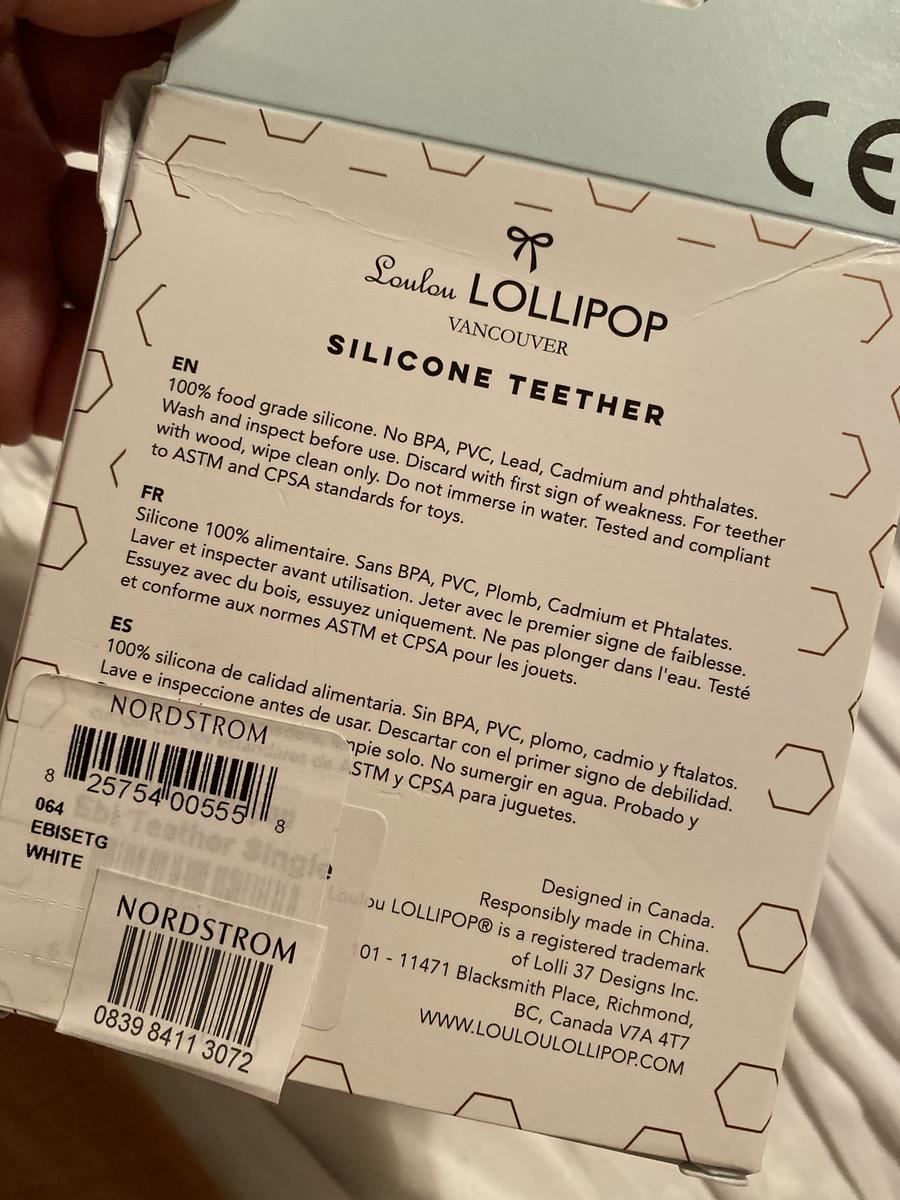 CE
Loulou LOLLIPOP
VANCOUVER
SILICONE TEETHER
EN
100% food grade silicone. No BPA, PVC, Lead, Cadmium and phthalates.
Wash and inspect before use. Discard with first sign of weakness. For teether
with wood, wipe clean only. Do not immerse in water. Tested and compliant
to ASTM and CPSA standards for toys.
FR
Silicone 100% alimentaire. Sans BPA, PVC, Plomb, Cadmium et Phtalates.
Laver et inspecter avant utilisation. Jeter avec le premier signe de faiblesse.
Essuyez avec du bois, essuyez uniquement. Ne pas plonger dans l'eau. Testé
et conforme aux normes ASTM et CPSA pour les jouets.
ES
100% silicona de calidad alimentaria. Sin BPA, PVC, plomo, cadmio y ftalatos.
Lave e inspeccione antes de usar. Descartar con el primer signo de debilidad.
mpie solo. No sumergir en agua. Probado y
ASTM y CPSA para juguetes.
NORDSTROM
8 25754 00555 8
064
EBISETG
WHITE
Ebi Teether Single
NORDSTROM
0839 8411 3072
Designed in Canada.
Responsibly made in China.
Loulou LOLLIPOP® is a registered trademark
of Lolli 37 Designs Inc.
01 - 11471 Blacksmith Place, Richmond,
BC, Canada V7A 4T7
WWW.LOULOULOLLIPOP.COM